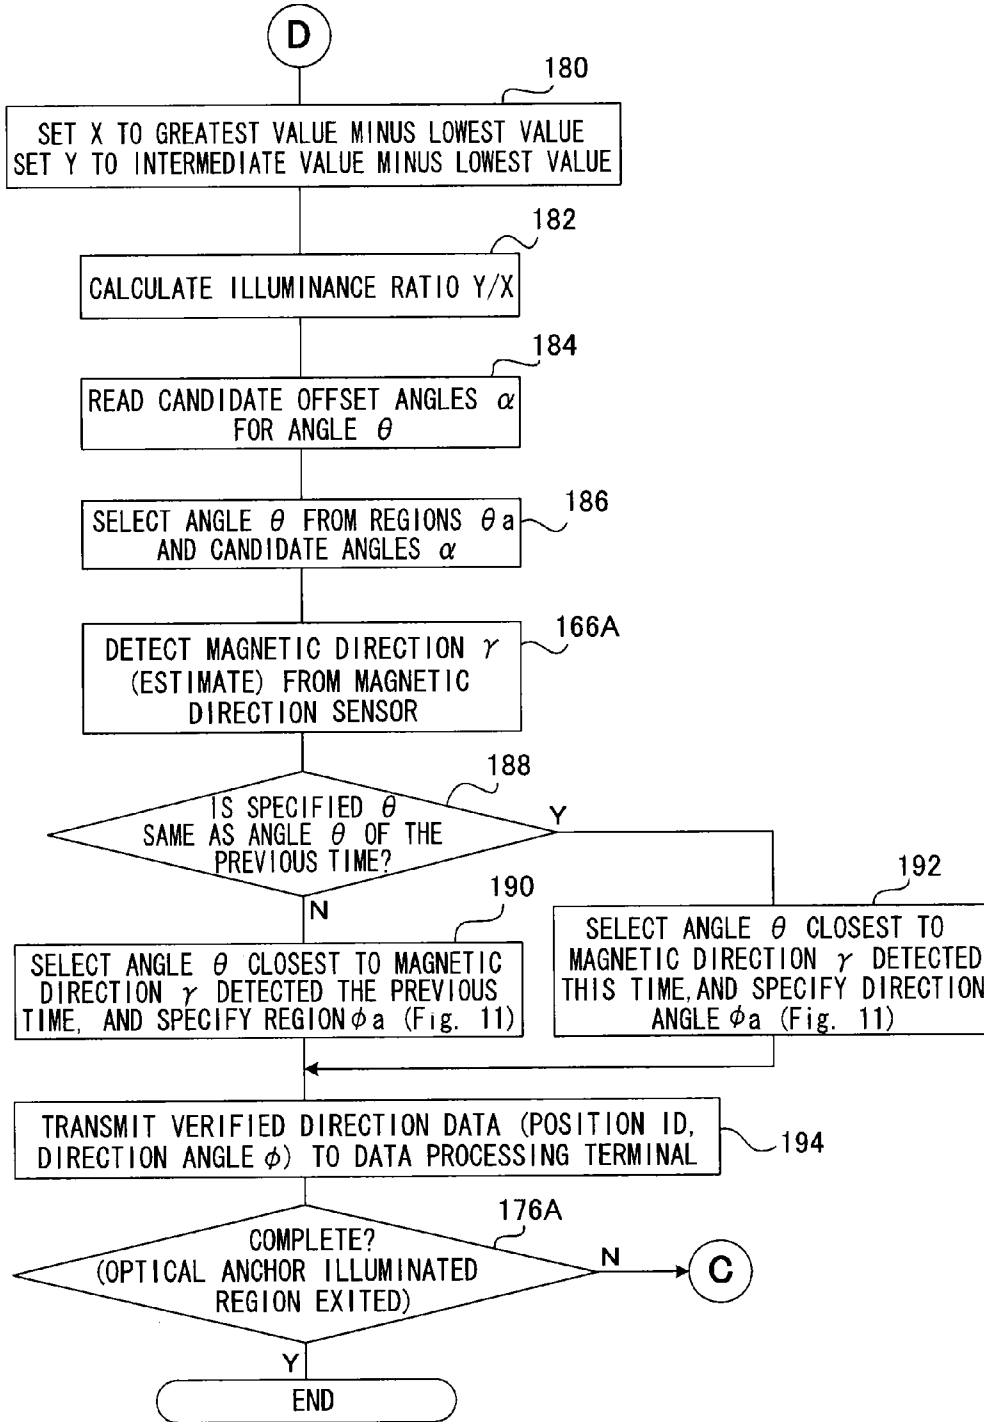 D
180
SET X TO GREATEST VALUE MINUS LOWEST VALUE
SET Y TO INTERMEDIATE VALUE MINUS LOWEST VALUE
182
CALCULATE ILLUMINANCE RATIO Y/X
184
READ CANDIDATE OFFSET ANGLES α
FOR ANGLE θ
186
SELECT ANGLE θ FROM REGIONS θa
AND CANDIDATE ANGLES α
166A
DETECT MAGNETIC DIRECTION γ
(ESTIMATE) FROM MAGNETIC
DIRECTION SENSOR
188
IS SPECIFIED θ
SAME AS ANGLE θ OF THE
PREVIOUS TIME?
Y
N
190
SELECT ANGLE θ CLOSEST TO MAGNETIC
DIRECTION γ DETECTED THE PREVIOUS
TIME, AND SPECIFY REGION ϕa (Fig. 11)
192
SELECT ANGLE θ CLOSEST TO
MAGNETIC DIRECTION γ DETECTED
THIS TIME, AND SPECIFY DIRECTION
ANGLE ϕa (Fig. 11)
TRANSMIT VERIFIED DIRECTION DATA (POSITION ID,
DIRECTION ANGLE ϕ) TO DATA PROCESSING TERMINAL
194
176A
COMPLETE?
(OPTICAL ANCHOR ILLUMINATED
REGION EXITED)
N
C
Y
END